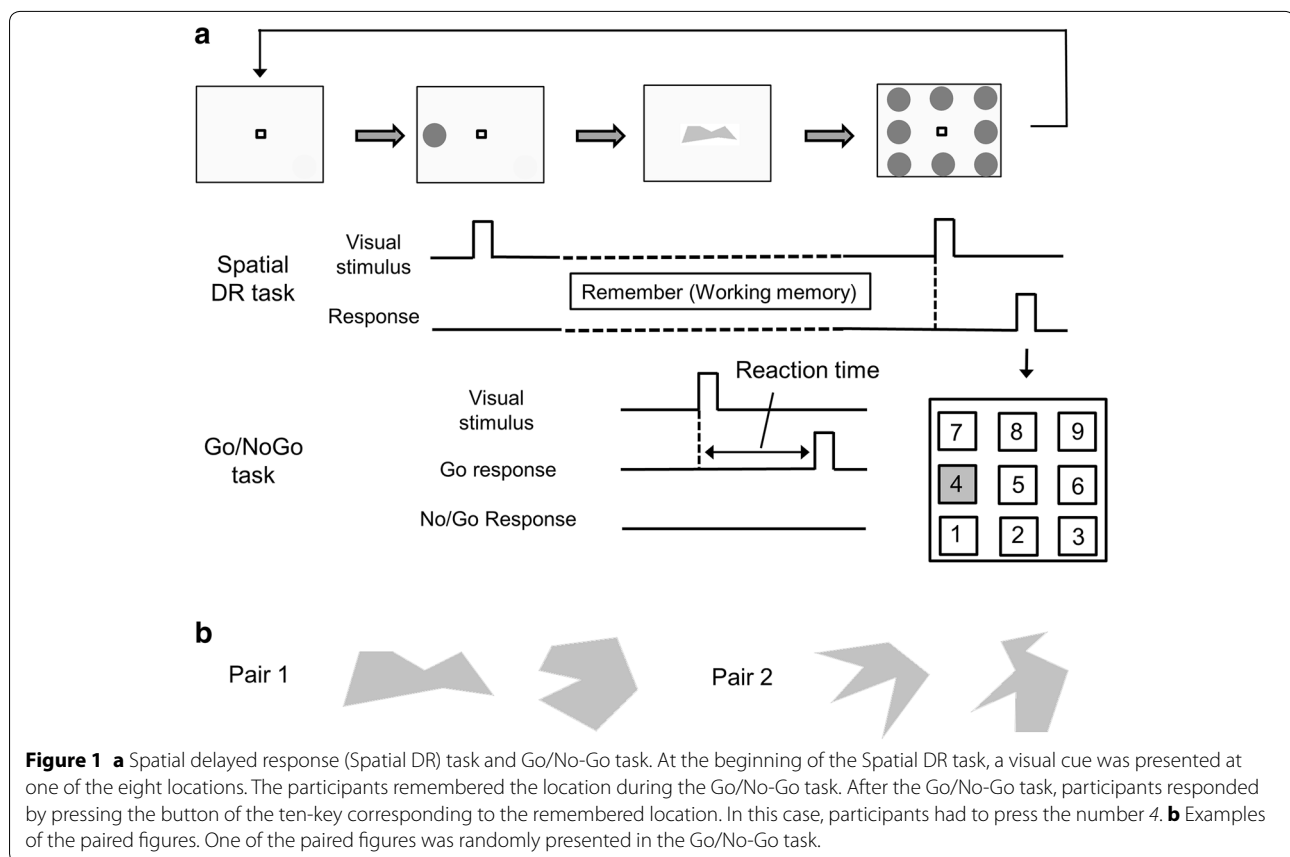 a
Visual
stimulus
Spatial
DR task
Remember (Working memory)
Response
Reaction time
Visual
stimulus
Go/NoGo
task
Go response
No/Go Response
7 8 9
4 5 6
1 2 3
b
Pair 1
Pair 2
Figure 1 a Spatial delayed response (Spatial DR) task and Go/No-Go task. At the beginning of the Spatial DR task, a visual cue was presented at
one of the eight locations. The participants remembered the location during the Go/No-Go task. After the Go/No-Go task, participants responded
by pressing the button of the ten-key corresponding to the remembered location. In this case, participants had to press the number 4. b Examples
of the paired figures. One of the paired figures was randomly presented in the Go/No-Go task.